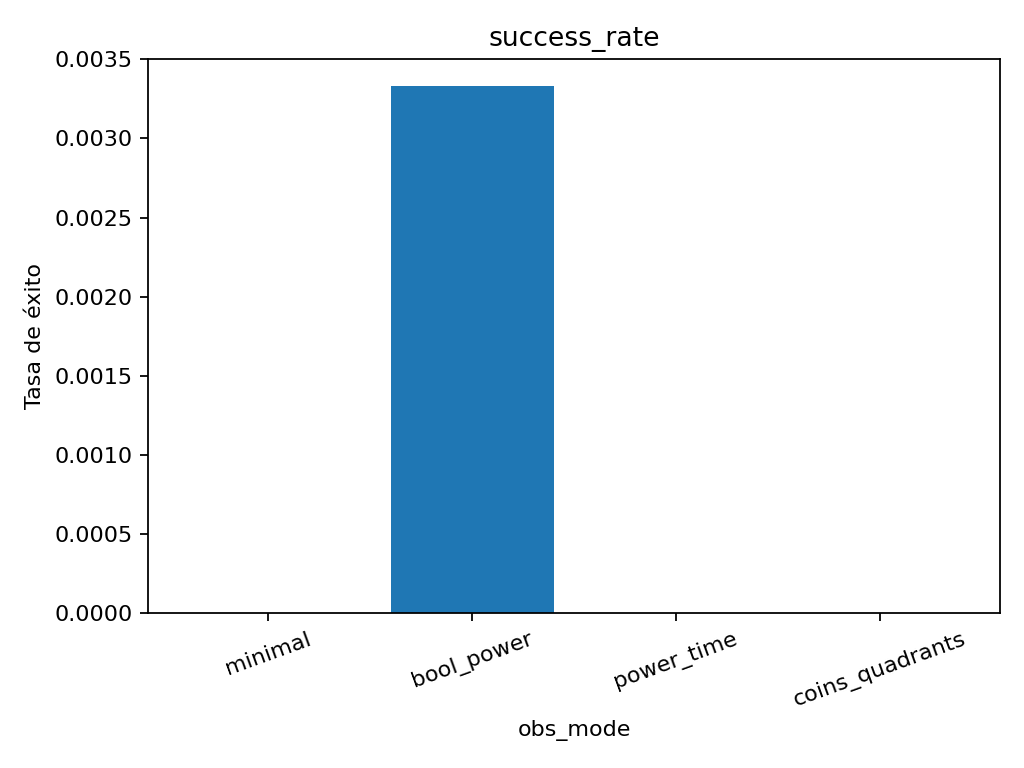 success_rate
0.0035
0.0030
0.0025
0.0020
0.0015
0.0010
0.0005
0.0000
Tasa de éxito
minimal
bool_power
power_time
coins_quadrants
obs_mode